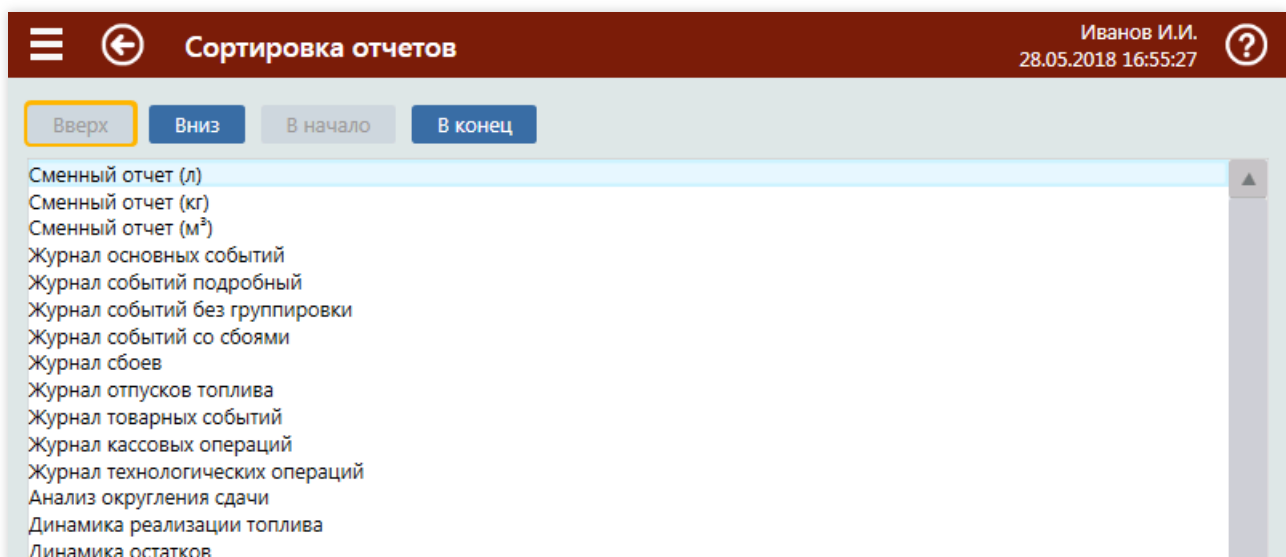 Сортировка отчетов
Иванов И.И.
28.05.2018 16:55:27
?
Вверх Вниз В начало В конец
Сменный отчет (л)
Сменный отчет (кг)
Сменный отчет (м³)
Журнал основных событий
Журнал событий подробный
Журнал событий без группировки
Журнал событий со сбоями
Журнал сбоев
Журнал отпусков топлива
Журнал товарных событий
Журнал кассовых операций
Журнал технологических операций
Анализ округления сдачи
Динамика реализации топлива
Динамика остатков